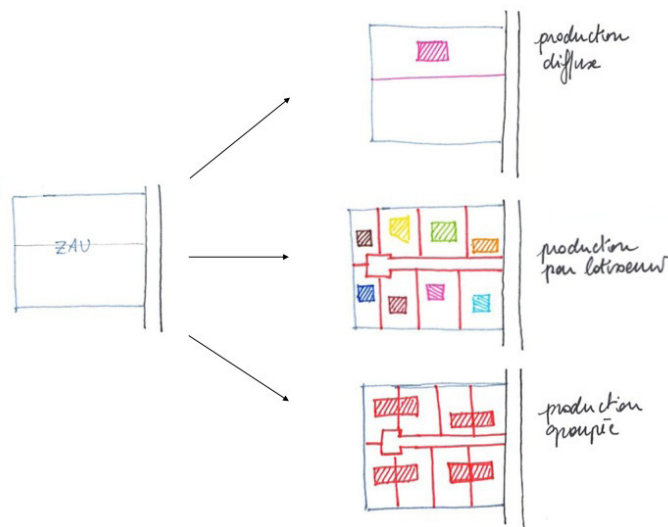 production
diffuse
ZAU
production
par lotisseur
production
groupée